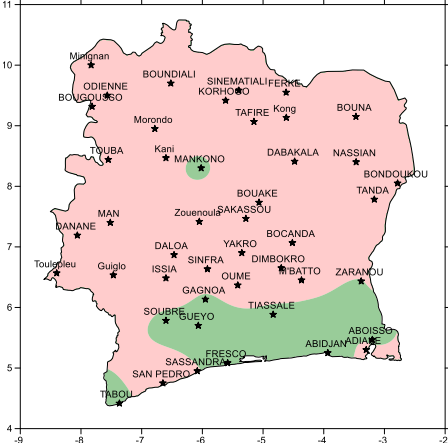 11
10
9
8
7
6
5
4
-9
-8
-7
-6
-5
-4
-3
-2
Minignan
ODIENNE
BOUGOUSSO
BOUNDIALI
SINEMATIALI
FERKE
KORHOGO
TAFIRE
Kong
BOUNA
Morondo
TOUBA
Kani
MANKONO
DABAKALA
NASSIAN
BONDOUKOU
TANDA
BOUAKE
MAN
Zouenoula
SAKASSOU
DANANE
BOCANDA
YAKRO
DALOA
DIMBOKRO
SINFRA
Toulepleu
Guiglo
ISSIA
OUME
M'BATTO
ZARANOU
GAGNOA
TIASSALE
SOUBRE
GUEYO
ABOISSO
ADIAKE
ABIDJAN
FRESCO
SASSANDRA
SAN PEDRO
TABOU